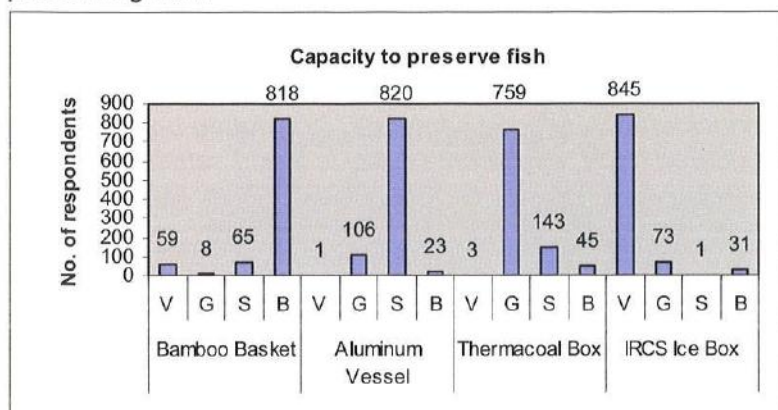 Capacity to preserve fish
No. of respondents
900
800
700
600
500
400
300
200
100
0
59 8 65 818 1 106 820 23 3 759 143 45 845 73 1 31
V G S B V G S B V G S B V G S B
Bamboo Basket Aluminum Vessel Thermacoal Box IRCS Ice Box